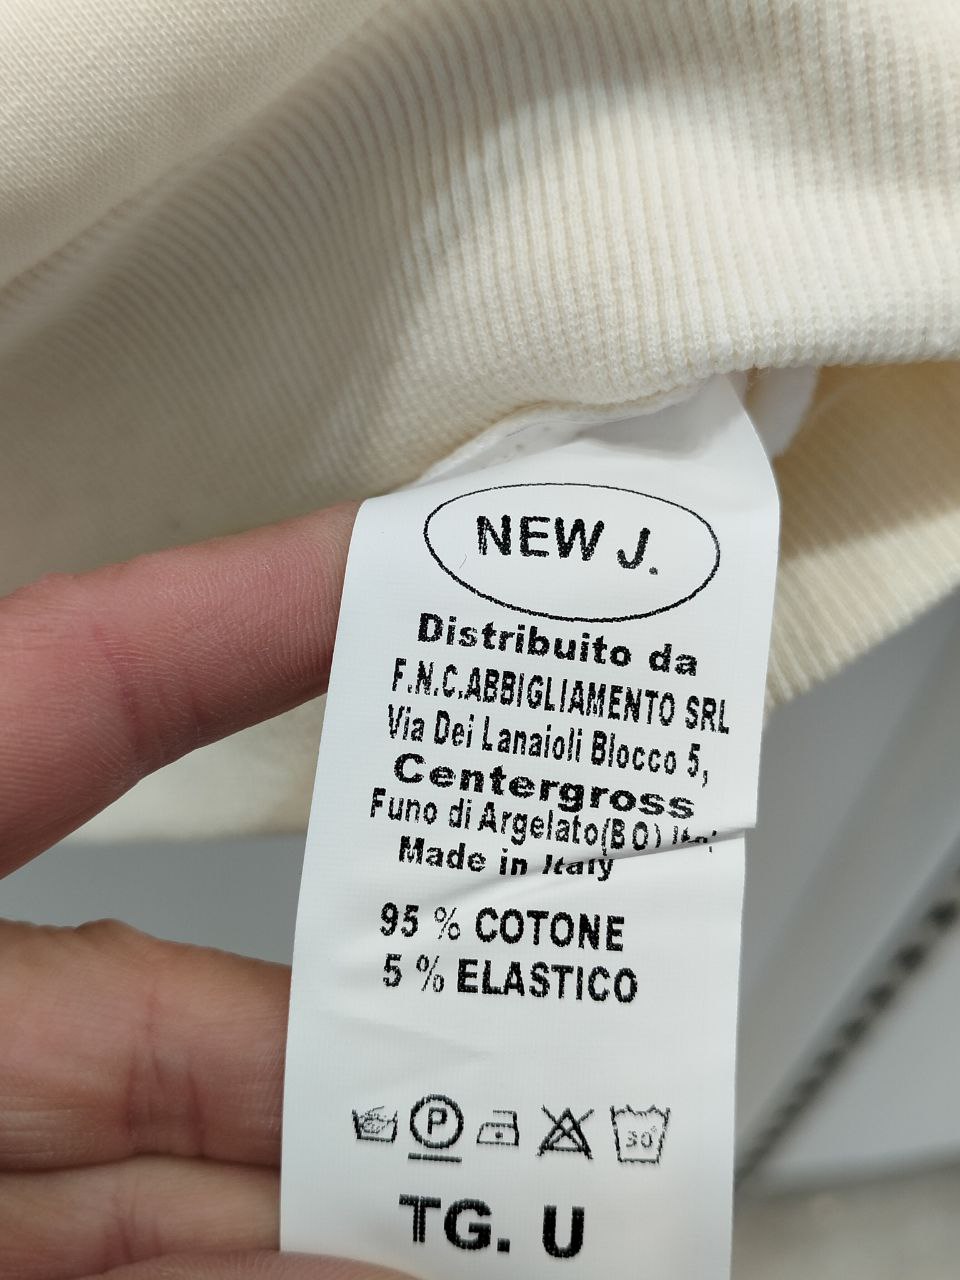 NEW J.
Distribuito da
F.N.C.ABBIGLIAMENTO SRL
Via Dei Lanaioli Blocco 5,
Centergross
Funo di Argelato(BO)
Made in Italy
95 % COTONE
5 % ELASTICO
P
30°
TG. U